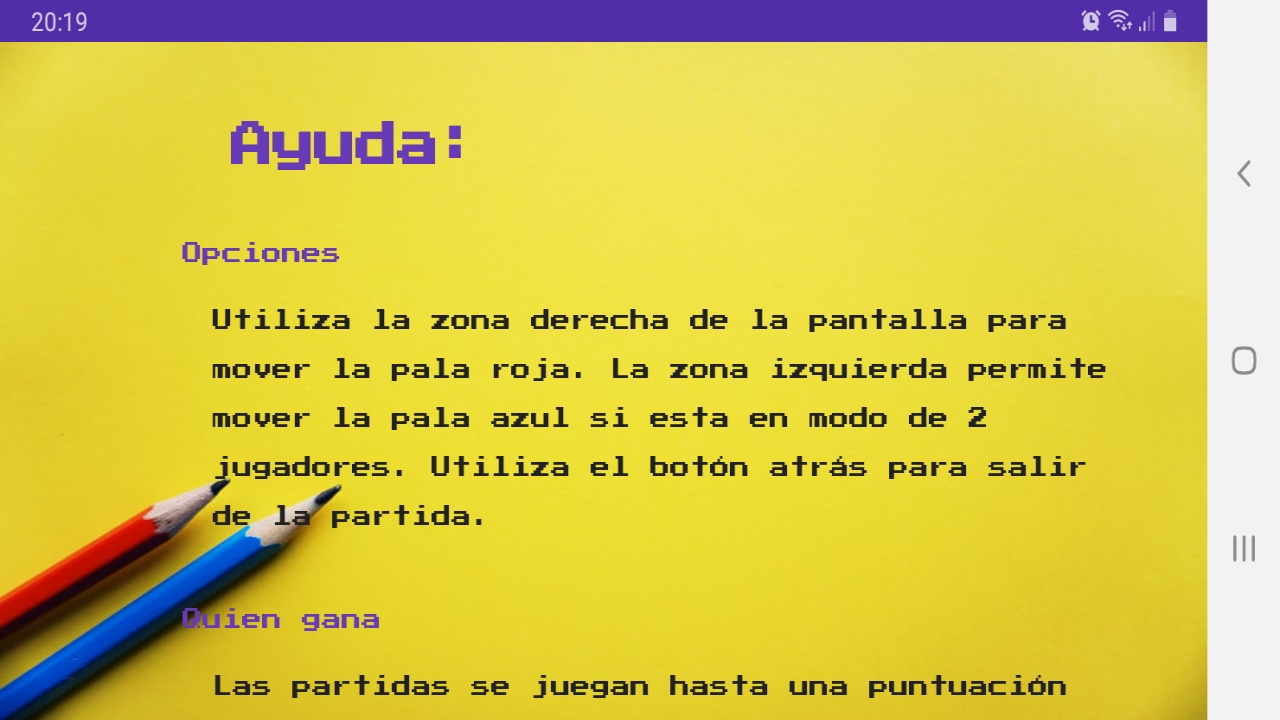 20:19
Ayuda:
Opciones
Utiliza la zona derecha de la pantalla para
mover la pala roja. La zona izquierda permite
mover la pala azul si esta en modo de 2
jugadores. Utiliza el botón atrás para salir
de la partida.
Quien gana
Las partidas se juegan hasta una puntuación